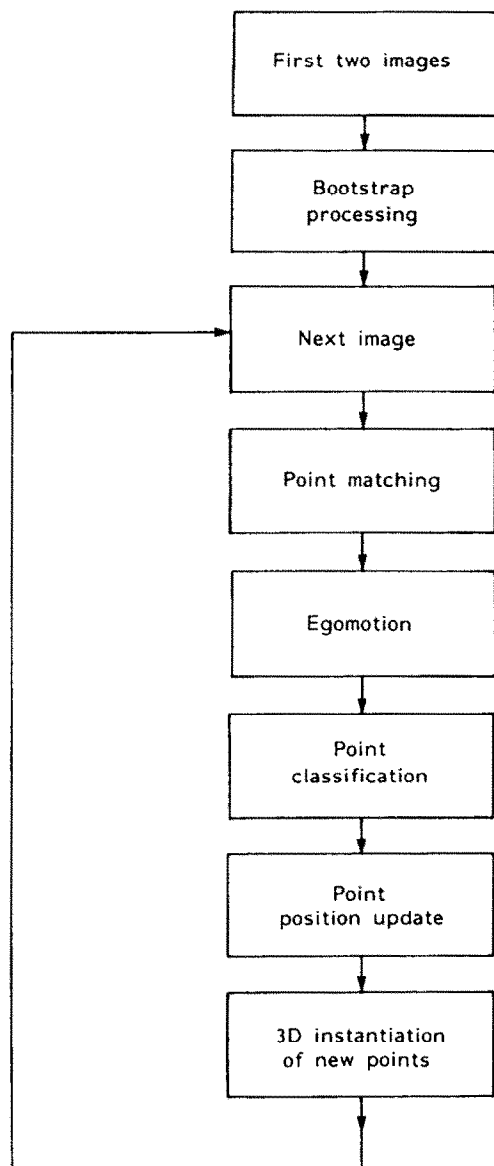 First two images
Bootstrap
processing
Next image
Point matching
Egomotion
Point
classification
Point
position update
3D instantiation
of new points